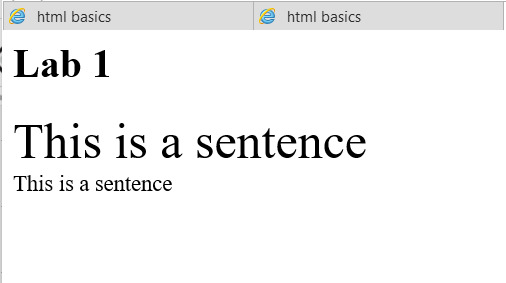 html basics
html basics
Lab 1
This is a sentence
This is a sentence